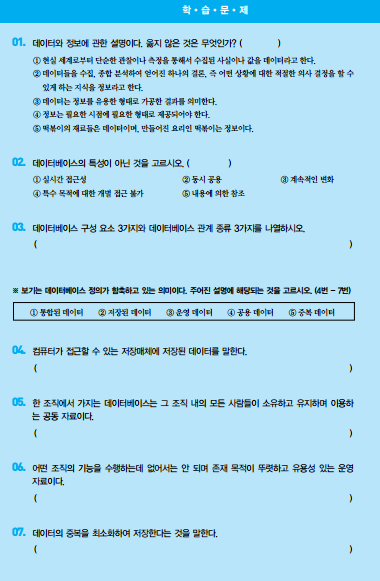 학 • 습 • 문 • 제
01. 데이터와 정보에 관한 설명이다. 옳지 않은 것은 무엇인가? ( )
① 현실 세계로부터 단순한 관찰이나 측정을 통해서 수집된 사실이나 값을 데이터라고 한다.
② 데이터들을 수집, 종합 분석하여 얻어진 하나의 결론, 즉 어떤 상황에 대한 적절한 의사 결정을 할 수
있게 하는 지식을 정보라고 한다.
③ 데이터는 정보를 유용한 형태로 가공한 결과를 의미한다.
④ 정보는 필요한 시점에 필요한 형태로 제공되어야 한다.
⑤ 떡볶이의 재료들은 데이터이며, 만들어진 요리인 떡볶이는 정보이다.
02. 데이터베이스의 특성이 아닌 것을 고르시오. ( )
① 실시간 접근성 ② 동시 공용 ③ 계속적인 변화
④ 특수 목적에 대한 개별 접근 불가 ⑤ 내용에 의한 참조
03. 데이터베이스 구성 요소 3가지와 데이터베이스 관계 종류 3가지를 나열하시오.
( )
※ 보기는 데이터베이스 정의가 함축하고 있는 의미이다. 주어진 설명에 해당되는 것을 고르시오. (4번 - 7번)
① 통합된 데이터 ② 저장된 데이터 ③ 운영 데이터 ④ 공용 데이터 ⑤ 중복 데이터
04. 컴퓨터가 접근할 수 있는 저장매체에 저장된 데이터를 말한다.
( )
05. 한 조직에서 가지는 데이터베이스는 그 조직 내의 모든 사람들이 소유하고 유지하며 이용하
는 공동 자료이다.
( )
06. 어떤 조직의 기능을 수행하는데 없어서는 안 되며 존재 목적이 뚜렷하고 유용성 있는 운영
자료이다.
( )
07. 데이터의 중복을 최소화하여 저장한다는 것을 말한다.
( )